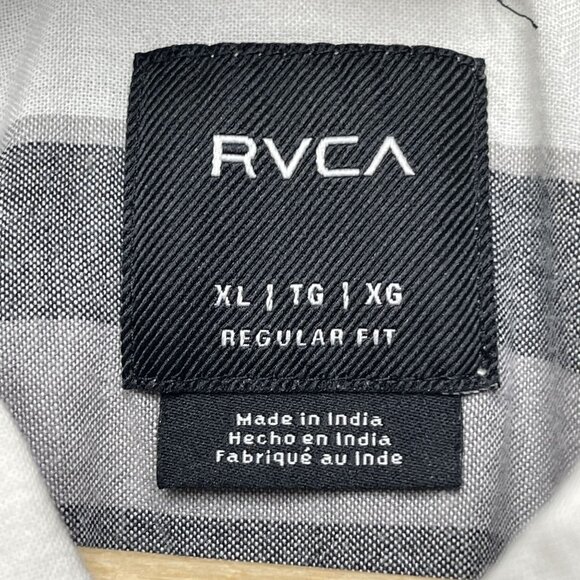 RVCA
XL | TG | XG
REGULAR FIT
Made in India
Hecho en India
Fabriqué au Inde